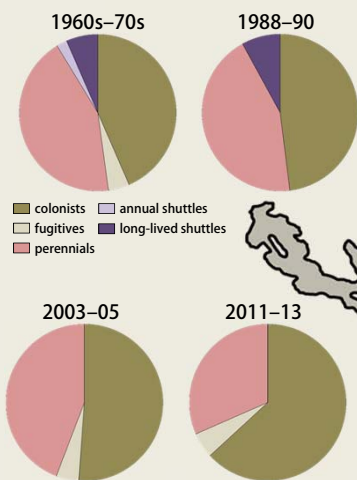 1960s–70s
1988–90
colonists
annual shuttles
fugitives
long-lived shuttles
perennials
2003–05
2011–13